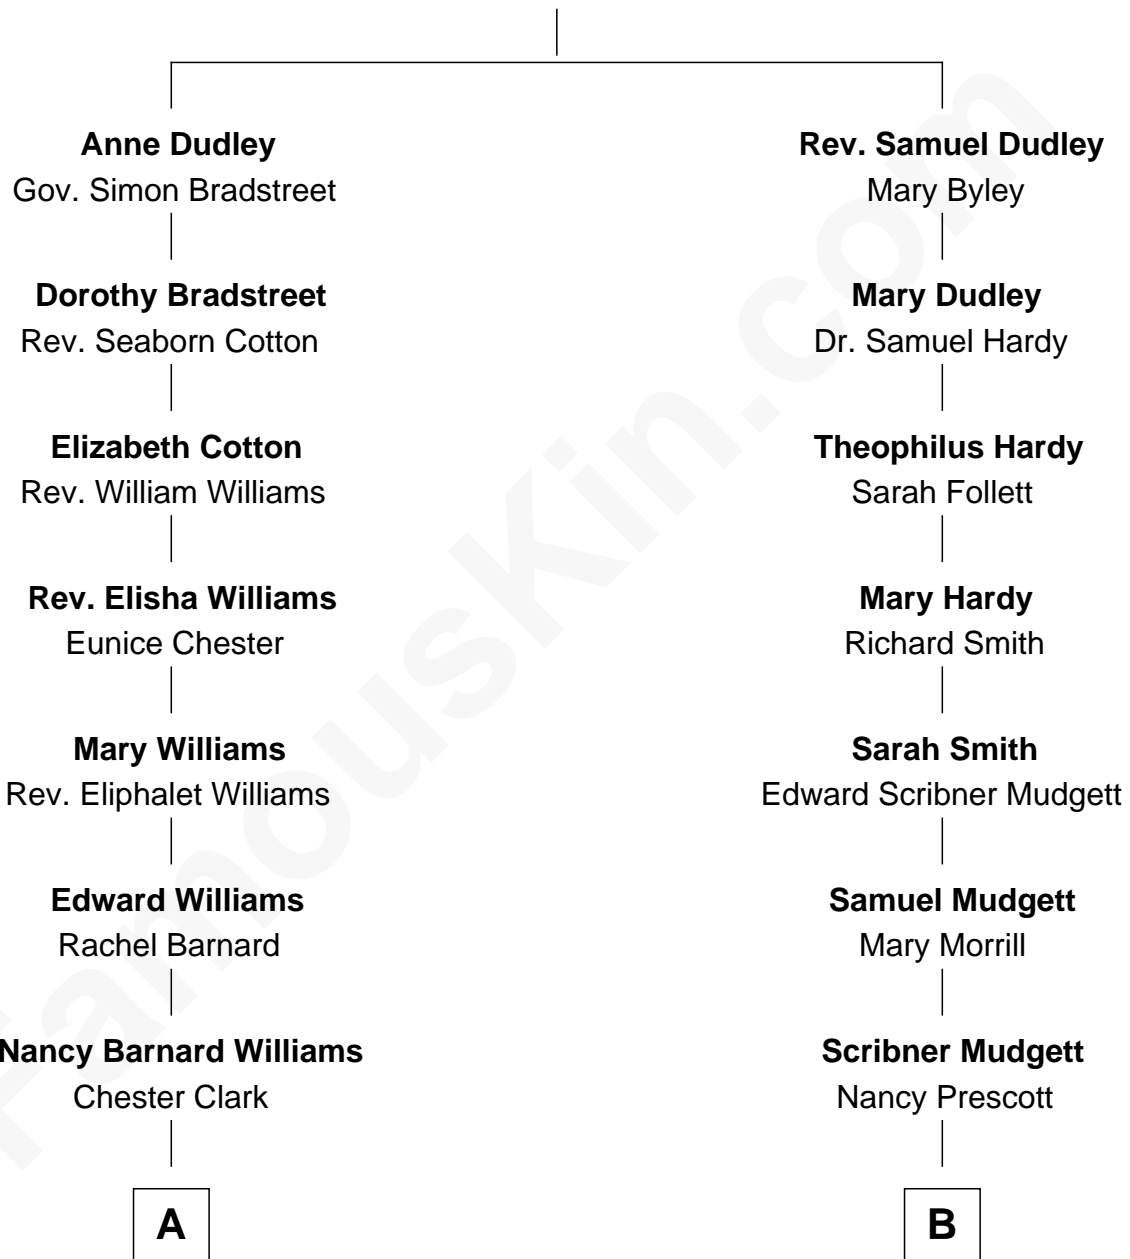 Anne Dudley
Gov. Simon Bradstreet
Dorothy Bradstreet
Rev. Seaborn Cotton
Elizabeth Cotton
Rev. William Williams
Rev. Elisha Williams
Eunice Chester
Mary Williams
Rev. Eliphalet Williams
Edward Williams
Rachel Barnard
Nancy Barnard Williams
Chester Clark
A
Rev. Samuel Dudley
Mary Byley
Mary Dudley
Dr. Samuel Hardy
Theophilus Hardy
Sarah Follett
Mary Hardy
Richard Smith
Sarah Smith
Edward Scribner Mudgett
Samuel Mudgett
Mary Morrill
Scribner Mudgett
Nancy Prescott
B
FamousKin.com